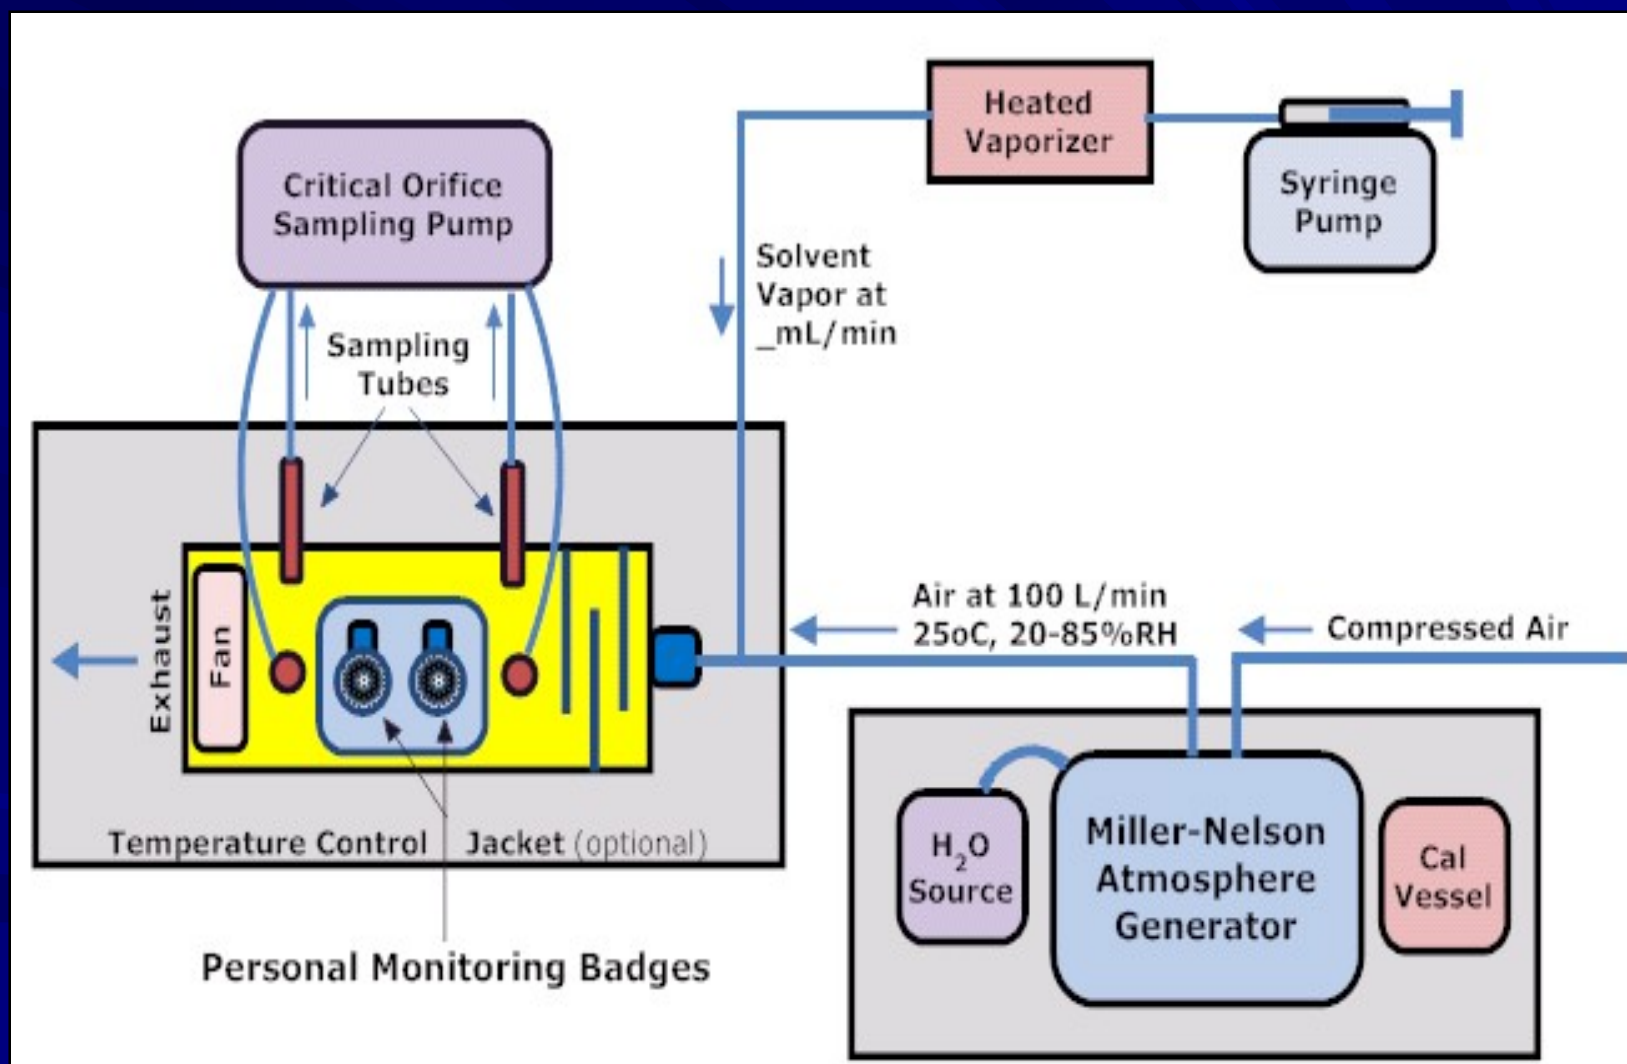 Heated
Vaporizer
Syringe
Pump
Critical Orifice
Sampling Pump
Solvent
Vapor at
_mL/min
Sampling
Tubes
Air at 100 L/min
25oC, 20-85%RH
Compressed Air
Exhaust
Fan
Temperature Control Jacket (optional)
Personal Monitoring Badges
H₂O
Source
Miller-Nelson
Atmosphere
Generator
Cal
Vessel